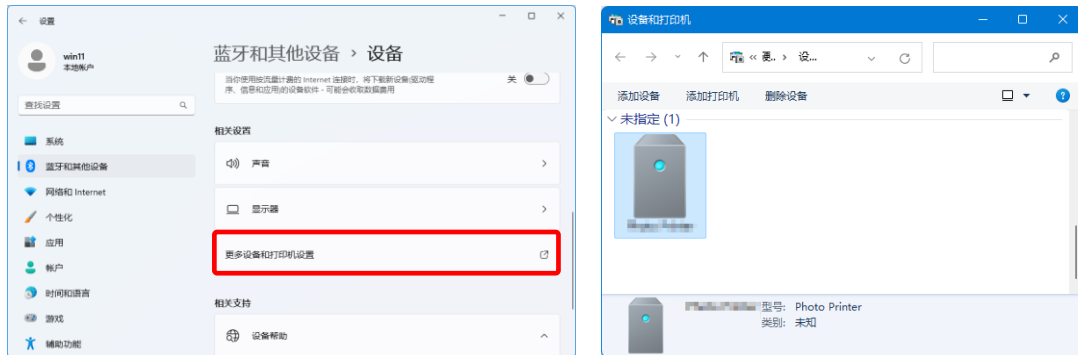 设置
win11
本地帐户
查找设置
系统
蓝牙和其他设备
网络和 Internet
个性化
应用
帐户
时间和语言
游戏
辅助功能
蓝牙和其他设备 › 设备
当你使用按流量计费的 Internet 连接时，将下载新设备(驱动程
序、信息和应用)的设备软件 - 可能会收取数据费用
关
相关设置
声音
显示器
更多设备和打印机设置
相关支持
设备帮助
设备和打印机
« 更.. › 设...
添加设备 添加打印机 删除设备
未指定 (1)
型号: Photo Printer
类别: 未知